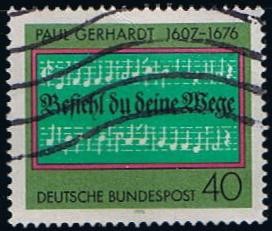 PAUL GERHARDT 1607–1676
Befiehl du deine Wege
DEUTSCHE BUNDESPOST 40